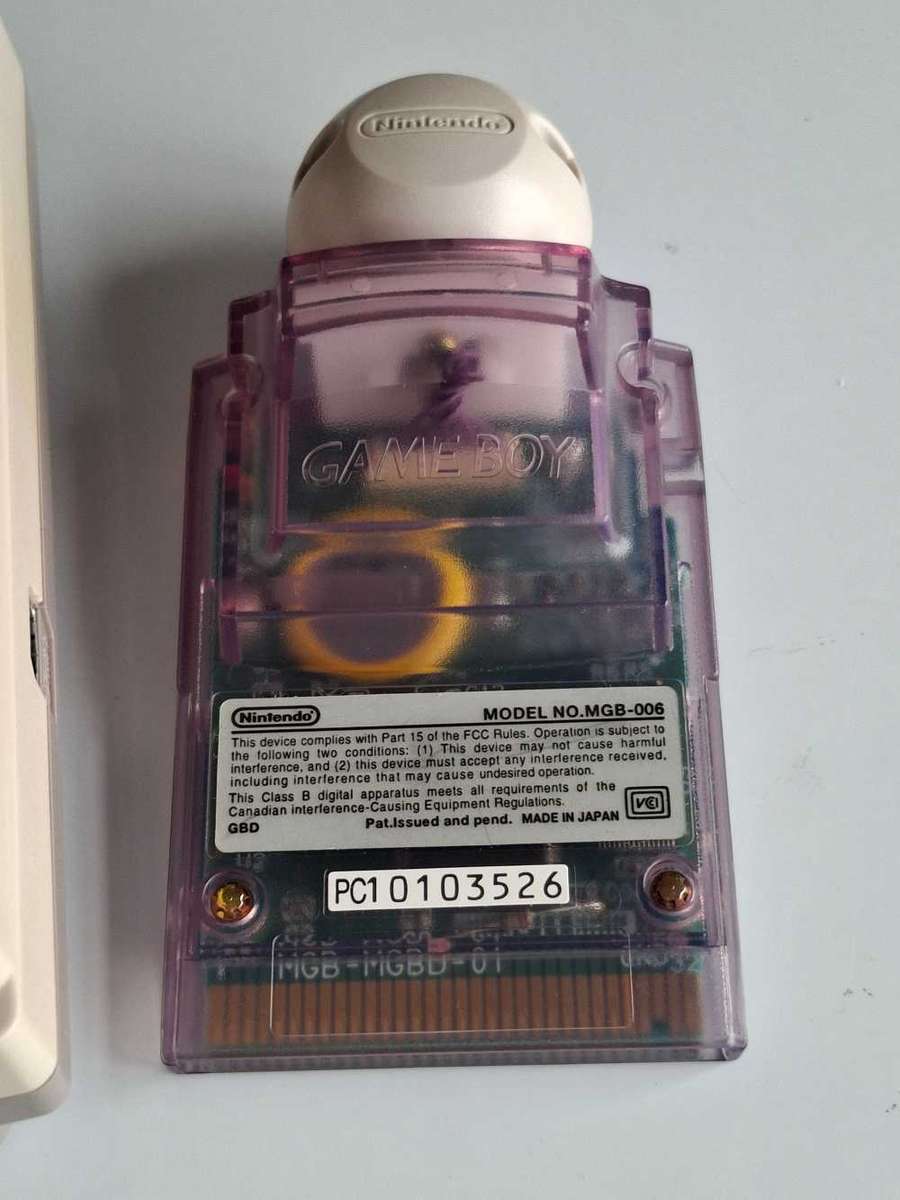 Nintendo
GAME BOY
Nintendo MODEL NO.MGB-006
This device complies with Part 15 of the FCC Rules. Operation is subject to
the following two conditions: (1) This device may not cause harmful
interference, and (2) this device must accept any interference received,
including interference that may cause undesired operation.
This Class B digital apparatus meets all requirements of the
Canadian interference-Causing Equipment Regulations.
GBD Pat.Issued and pend. MADE IN JAPAN VCI
PC10103526
MGB-MGBD-01